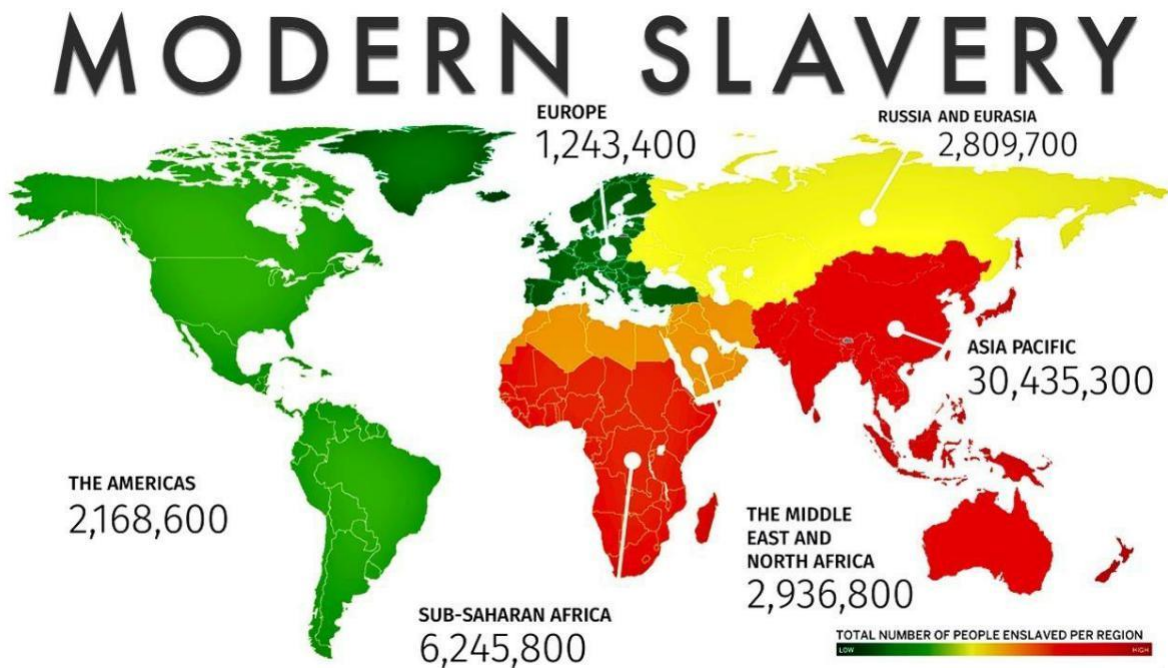 MODERN SLAVERY
EUROPE
1,243,400
RUSSIA AND EURASIA
2,809,700
ASIA PACIFIC
30,435,300
THE AMERICAS
2,168,600
THE MIDDLE
EAST AND
NORTH AFRICA
2,936,800
SUB-SAHARAN AFRICA
6,245,800
TOTAL NUMBER OF PEOPLE ENSLAVED PER REGION
LOW
HIGH